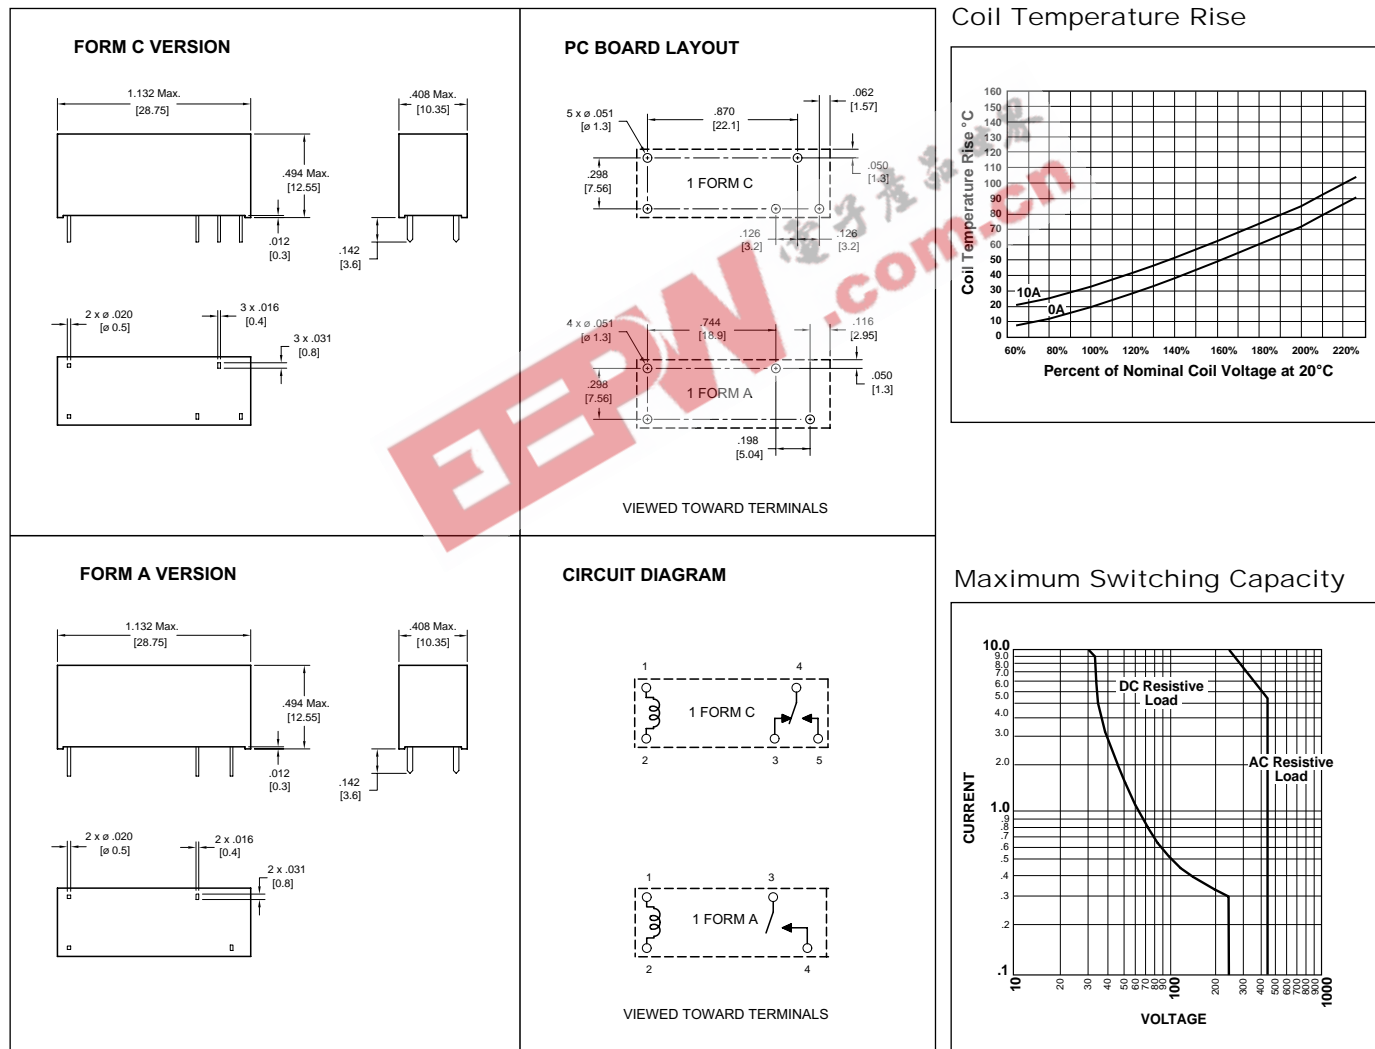 FORM C VERSION
1.132 Max.
[28.75]
.408 Max.
[10.35]
.494 Max.
[12.55]
.012
[0.3]
.142
[3.6]
2 x ø .020
[ø 0.5]
3 x .016
[0.4]
3 x .031
[0.8]
PC BOARD LAYOUT
5 x ø .051
[ø 1.3]
.870
[22.1]
.062
[1.57]
.298
[7.56]
1 FORM C
.050
[1.3]
.126
[3.2]
.126
[3.2]
4 x ø .051
[ø 1.3]
.744
[18.9]
.116
[2.95]
.298
[7.56]
1 FORM A
.050
[1.3]
.198
[5.04]
VIEWED TOWARD TERMINALS
EEPW
.com.cn
電子產品世界
Coil Temperature Rise
Coil Temperature Rise °C
160
150
140
130
120
110
100
90
80
70
60
50
40
30
20
10
0
10A
0A
60% 80% 100% 120% 140% 160% 180% 200% 220%
Percent of Nominal Coil Voltage at 20°C
FORM A VERSION
1.132 Max.
[28.75]
.408 Max.
[10.35]
.494 Max.
[12.55]
.012
[0.3]
.142
[3.6]
2 x ø .020
[ø 0.5]
2 x .016
[0.4]
2 x .031
[0.8]
CIRCUIT DIAGRAM
1 4
1 FORM C
2 3 5
1 3
1 FORM A
2 4
VIEWED TOWARD TERMINALS
Maximum Switching Capacity
CURRENT
10.0
9.0
8.0
7.0
6.0
5.0
4.0
3.0
2.0
1.0
.9
.8
.7
.6
.5
.4
.3
.2
.1
DC Resistive
Load
AC Resistive
Load
10 20 30 40 50 60 70 80 90 100 200 300 400 500 600 700 800 900 1000
VOLTAGE